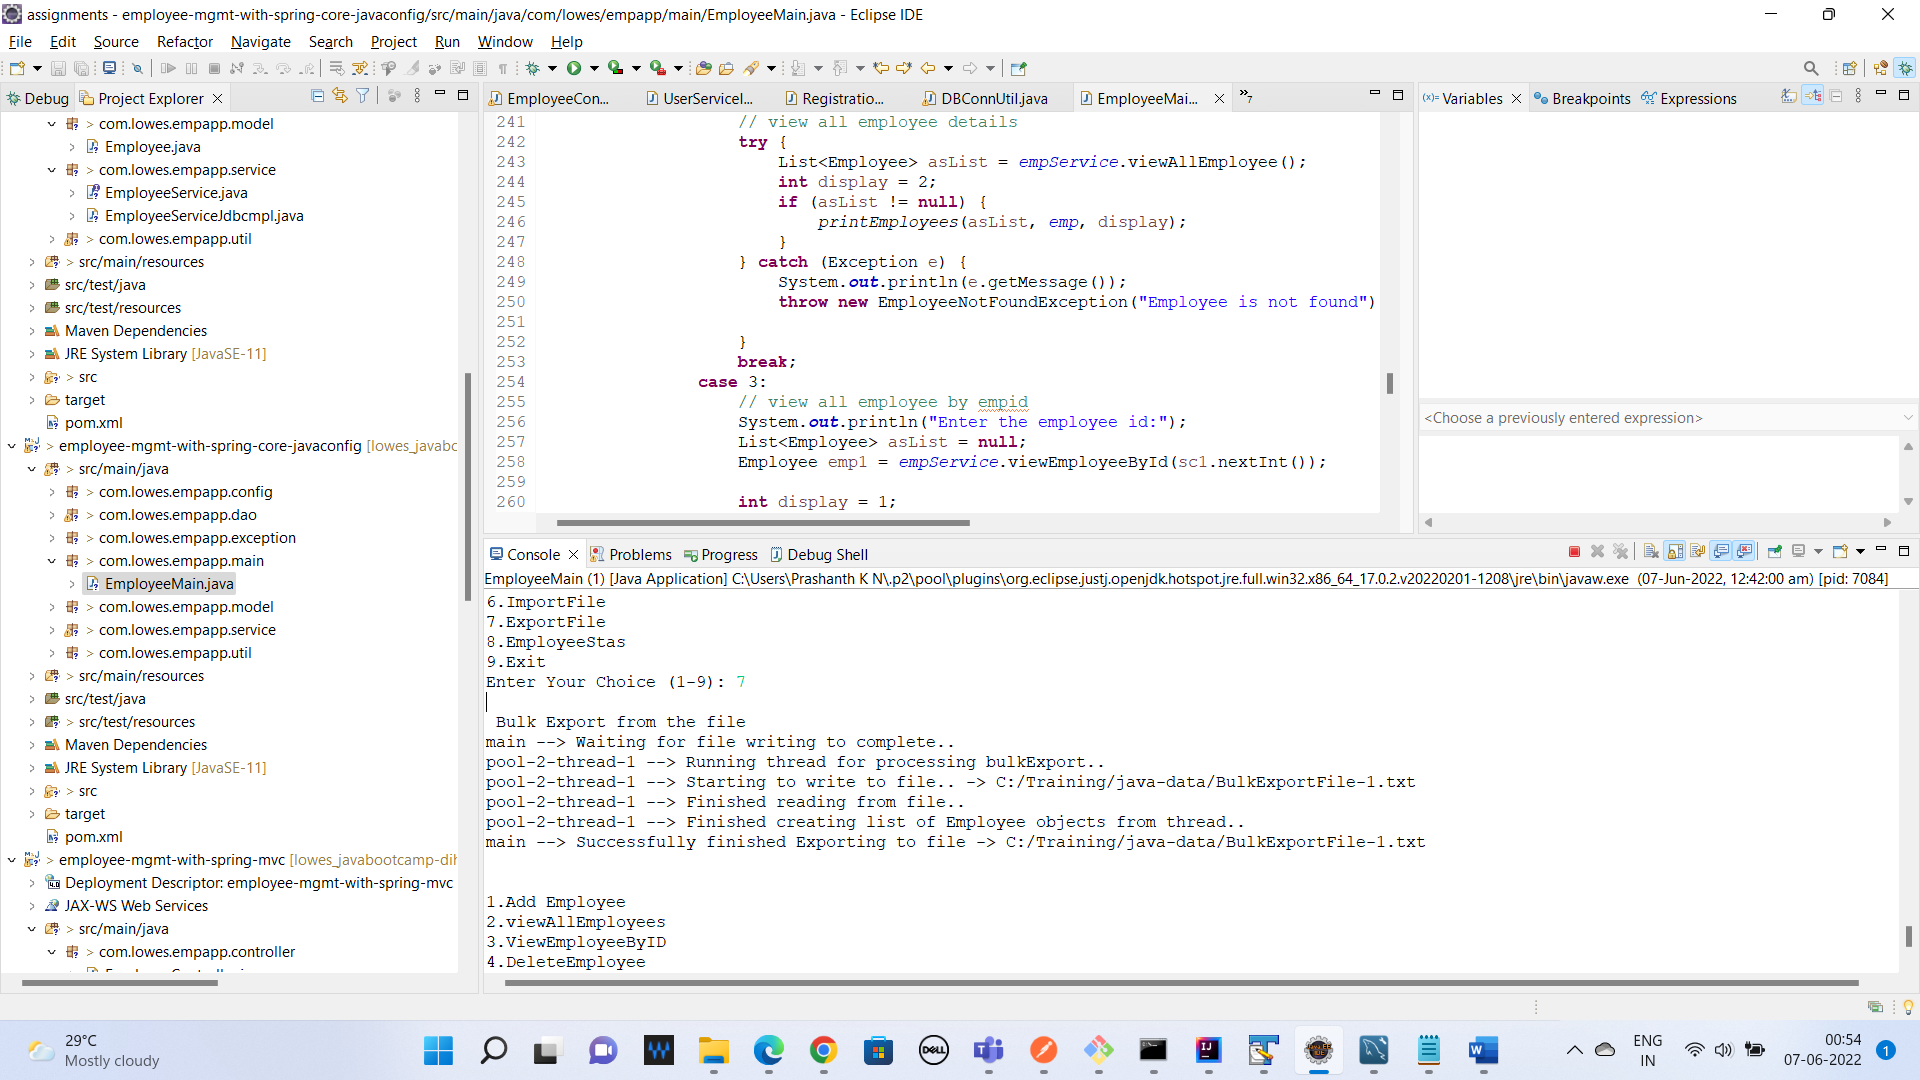 assignments - employee-mgmt-with-spring-core-javaconfig/src/main/java/com/lowes/empapp/main/EmployeeMain.java - Eclipse IDE
File Edit Source Refactor Navigate Search Project Run Window Help
Debug Project Explorer
> com.lowes.empapp.model
Employee.java
> com.lowes.empapp.service
EmployeeService.java
EmployeeServiceJdbcmpl.java
> com.lowes.empapp.util
> src/main/resources
src/test/java
src/test/resources
Maven Dependencies
JRE System Library [JavaSE-11]
> src
target
pom.xml
> employee-mgmt-with-spring-core-javaconfig [lowes_javabc
> src/main/java
> com.lowes.empapp.config
> com.lowes.empapp.dao
> com.lowes.empapp.exception
> com.lowes.empapp.main
EmployeeMain.java
> com.lowes.empapp.model
> com.lowes.empapp.service
> com.lowes.empapp.util
> src/main/resources
src/test/java
> src/test/resources
Maven Dependencies
JRE System Library [JavaSE-11]
> src
target
pom.xml
> employee-mgmt-with-spring-mvc [lowes_javabootcamp-dih
Deployment Descriptor: employee-mgmt-with-spring-mvc
JAX-WS Web Services
> src/main/java
> com.lowes.empapp.controller
EmployeeCon... UserServiceI... Registratio... DBConnUtil.java EmployeeMai... »7
241 // view all employee details
242 try {
243 List<Employee> asList = empService.viewAllEmployee();
244 int display = 2;
245 if (asList != null) {
246 printEmployees(asList, emp, display);
247 }
248 } catch (Exception e) {
249 System.out.println(e.getMessage());
250 throw new EmployeeNotFoundException("Employee is not found")
251
252 }
253 break;
254 case 3:
255 // view all employee by empid
256 System.out.println("Enter the employee id:");
257 List<Employee> asList = null;
258 Employee emp1 = empService.viewEmployeeById(sc1.nextInt());
259
260 int display = 1;
(x)= Variables Breakpoints Expressions
<Choose a previously entered expression>
Console Problems Progress Debug Shell
EmployeeMain (1) [Java Application] C:\Users\Prashanth K N\.p2\pool\plugins\org.eclipse.justj.openjdk.hotspot.jre.full.win32.x86_64_17.0.2.v20220201-1208\jre\bin\javaw.exe (07-Jun-2022, 12:42:00 am) [pid: 7084]
6.ImportFile
7.ExportFile
8.EmployeeStas
9.Exit
Enter Your Choice (1-9): 7
Bulk Export from the file
main --> Waiting for file writing to complete..
pool-2-thread-1 --> Running thread for processing bulkExport..
pool-2-thread-1 --> Starting to write to file.. -> C:/Training/java-data/BulkExportFile-1.txt
pool-2-thread-1 --> Finished reading from file..
pool-2-thread-1 --> Finished creating list of Employee objects from thread..
main --> Successfully finished Exporting to file -> C:/Training/java-data/BulkExportFile-1.txt
1.Add Employee
2.viewAllEmployees
3.ViewEmployeeByID
4.DeleteEmployee
29°C
Mostly cloudy
DELL
ENG
IN
00:54
07-06-2022
1